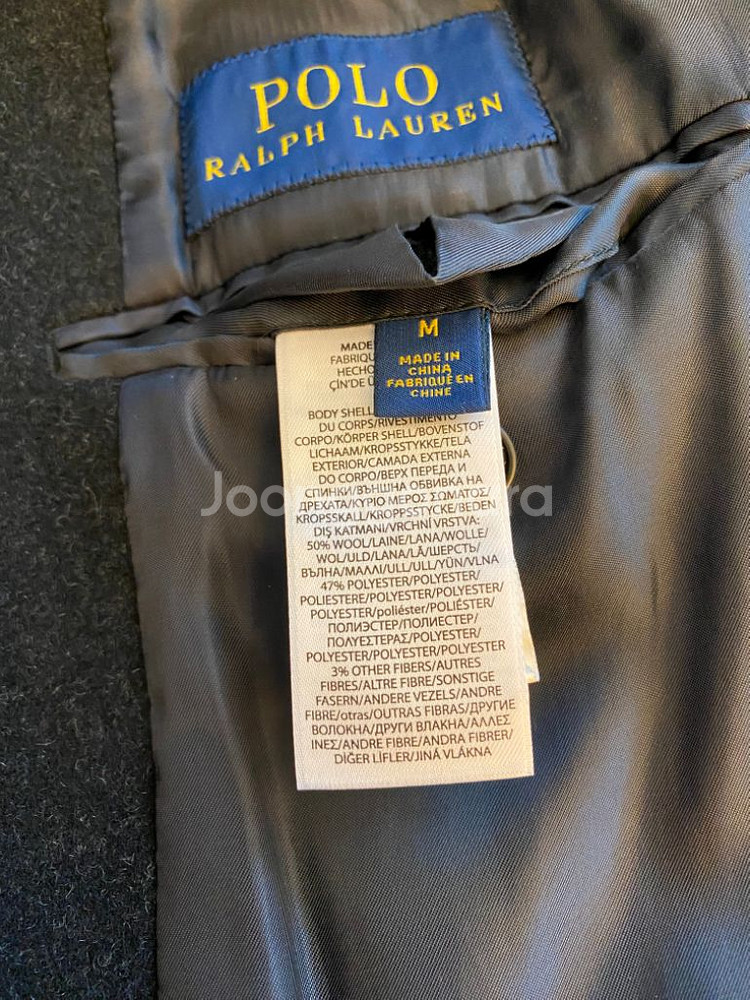 POLO
RALPH LAUREN
M
MADE IN
CHINA
FABRIQUÉ EN
CHINE
MADE
FABRIQU
HECHO
ÇİN'DE Ü
BODY SHELL
DU CORPS/RIVESTIMENTO
CORPO/KÖRPER SHELL/BOVENSTOF
LICHAAM/KROPSSTYKKE/TELA
EXTERIOR/CAMADA EXTERNA
DO CORPO/ВЕРХ ПЕРЕДА И
СПИНКИ/ВЪНШНА ОБВИВКА НА
ДРЕХАТА/ΚΥΡΙΟ ΜΕΡΟΣ ΣΩΜΑΤΟΣ/
KROPSSKALL/KROPPSSTYCKE/BEDEN
DIŞ KATMANI/VRCHNÍ VRSTVA:
50% WOOL/LAINE/LANA/WOLLE/
WOL/ULD/LANA/LÃ/ШЕРСТЬ/
ВЪЛНА/ΜΑΛΛΙ/ULL/ULL/YÜN/VLNA
47% POLYESTER/POLYESTER/
POLIESTERE/POLYESTER/POLYESTER/
POLYESTER/poliéster/POLIÉSTER/
ПОЛИЭСТЕР/ПОЛИЕСТЕР/
ΠΟΛΥΕΣΤΕΡΑΣ/POLYESTER/
POLYESTER/POLYESTER/POLYESTER
3% OTHER FIBERS/AUTRES
FIBRES/ALTRE FIBRE/SONSTIGE
FASERN/ANDERE VEZELS/ANDRE
FIBRE/otras/OUTRAS FIBRAS/ДРУГИЕ
ВОЛОКНА/ДРУГИ ВЛАКНА/ΑΛΛΕΣ
ΙΝΕΣ/ANDRE FIBRE/ANDRA FIBRER/
DİĞER LİFLER/JINÁ VLÁKNA